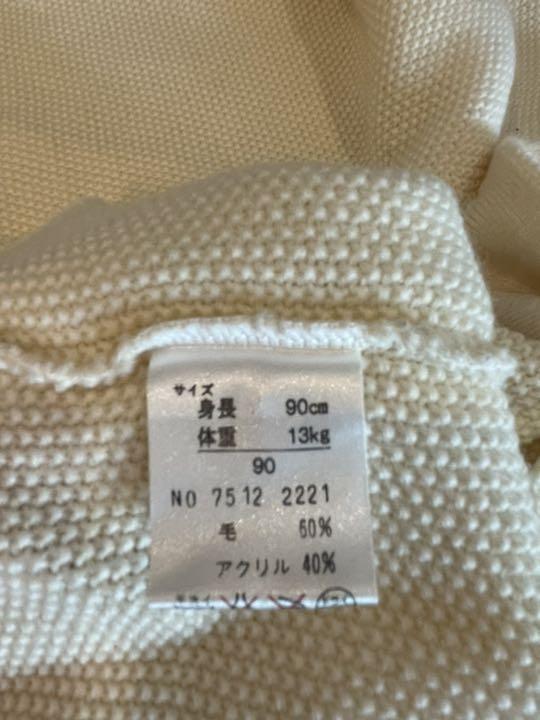 サイズ
身長 90cm
体重 13kg
90
NO 7512 2221
毛 60%
アクリル 40%